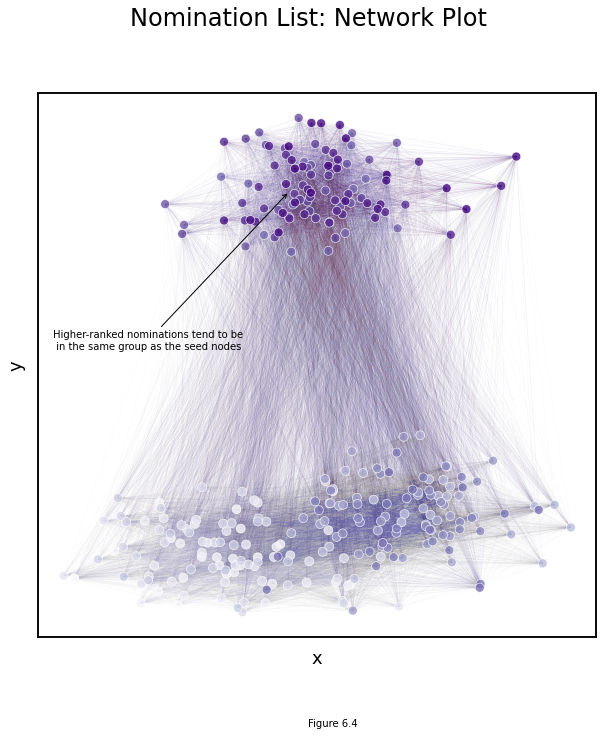 Nomination List: Network Plot
Higher-ranked nominations tend to be
in the same group as the seed nodes
y
x
Figure 6.4